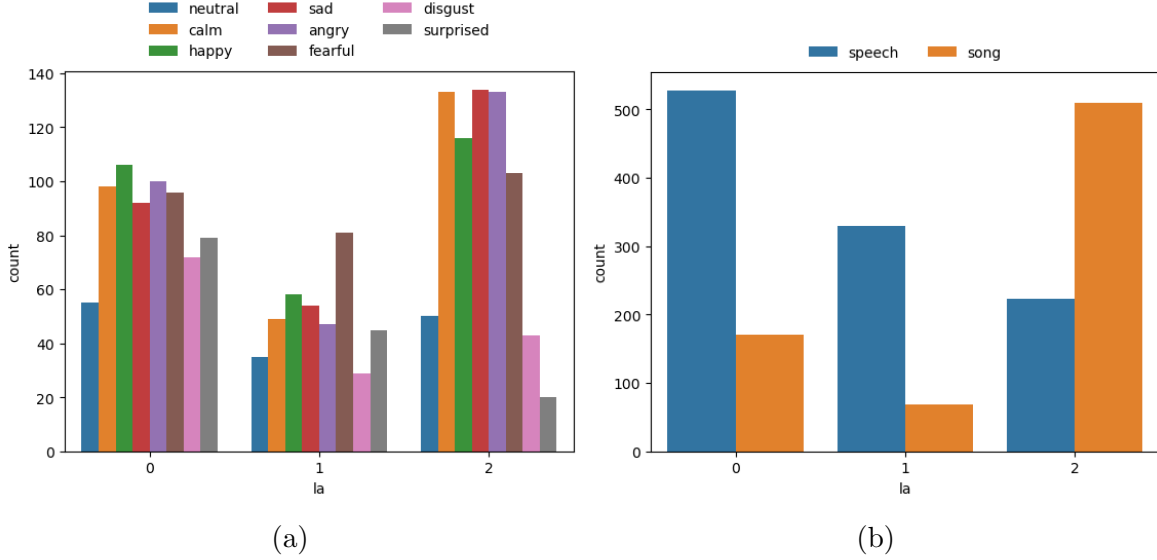 neutral sad disgust
calm angry surprised
happy fearful
140
120
100
80
60
40
20
0
count
0 1 2
la
(a)
speech song
500
400
300
200
100
0
count
0 1 2
la
(b)